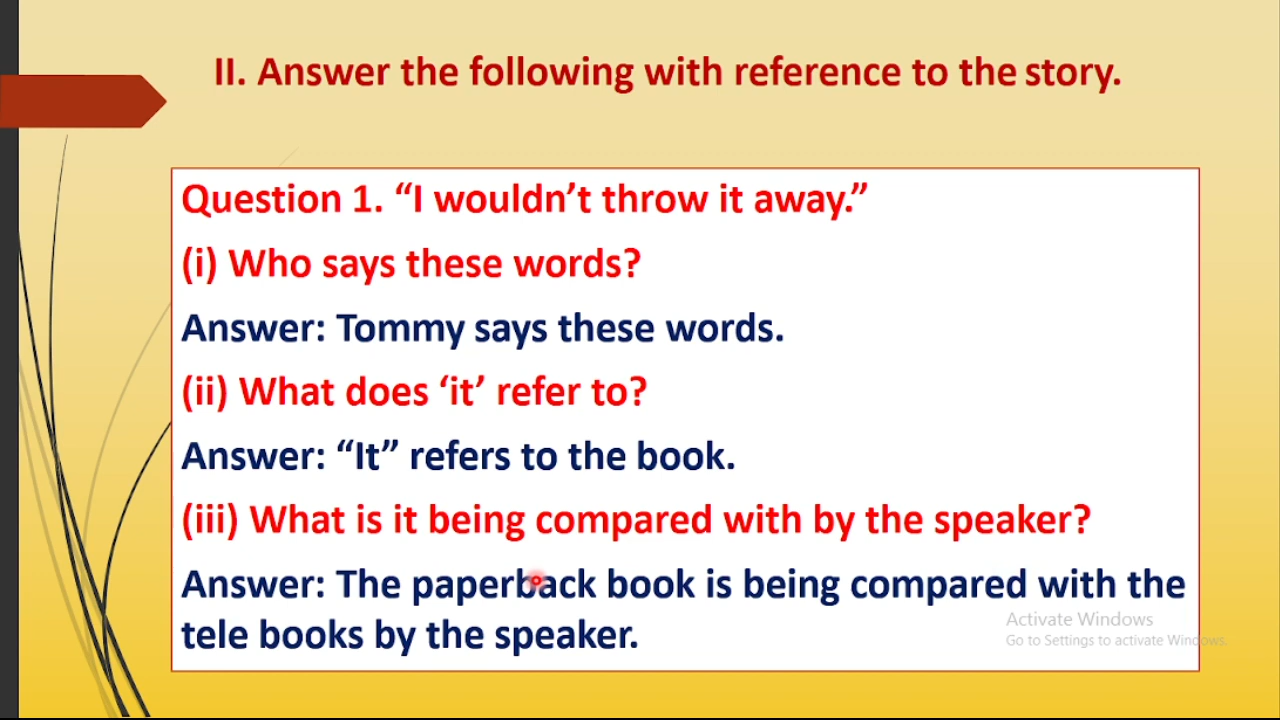 II. Answer the following with reference to the story.
Question 1. “I wouldn’t throw it away.”
(i) Who says these words?
Answer: Tommy says these words.
(ii) What does ‘it’ refer to?
Answer: “It” refers to the book.
(iii) What is it being compared with by the speaker?
Answer: The paperback book is being compared with the
tele books by the speaker.
Activate Windows
Go to Settings to activate Windows.